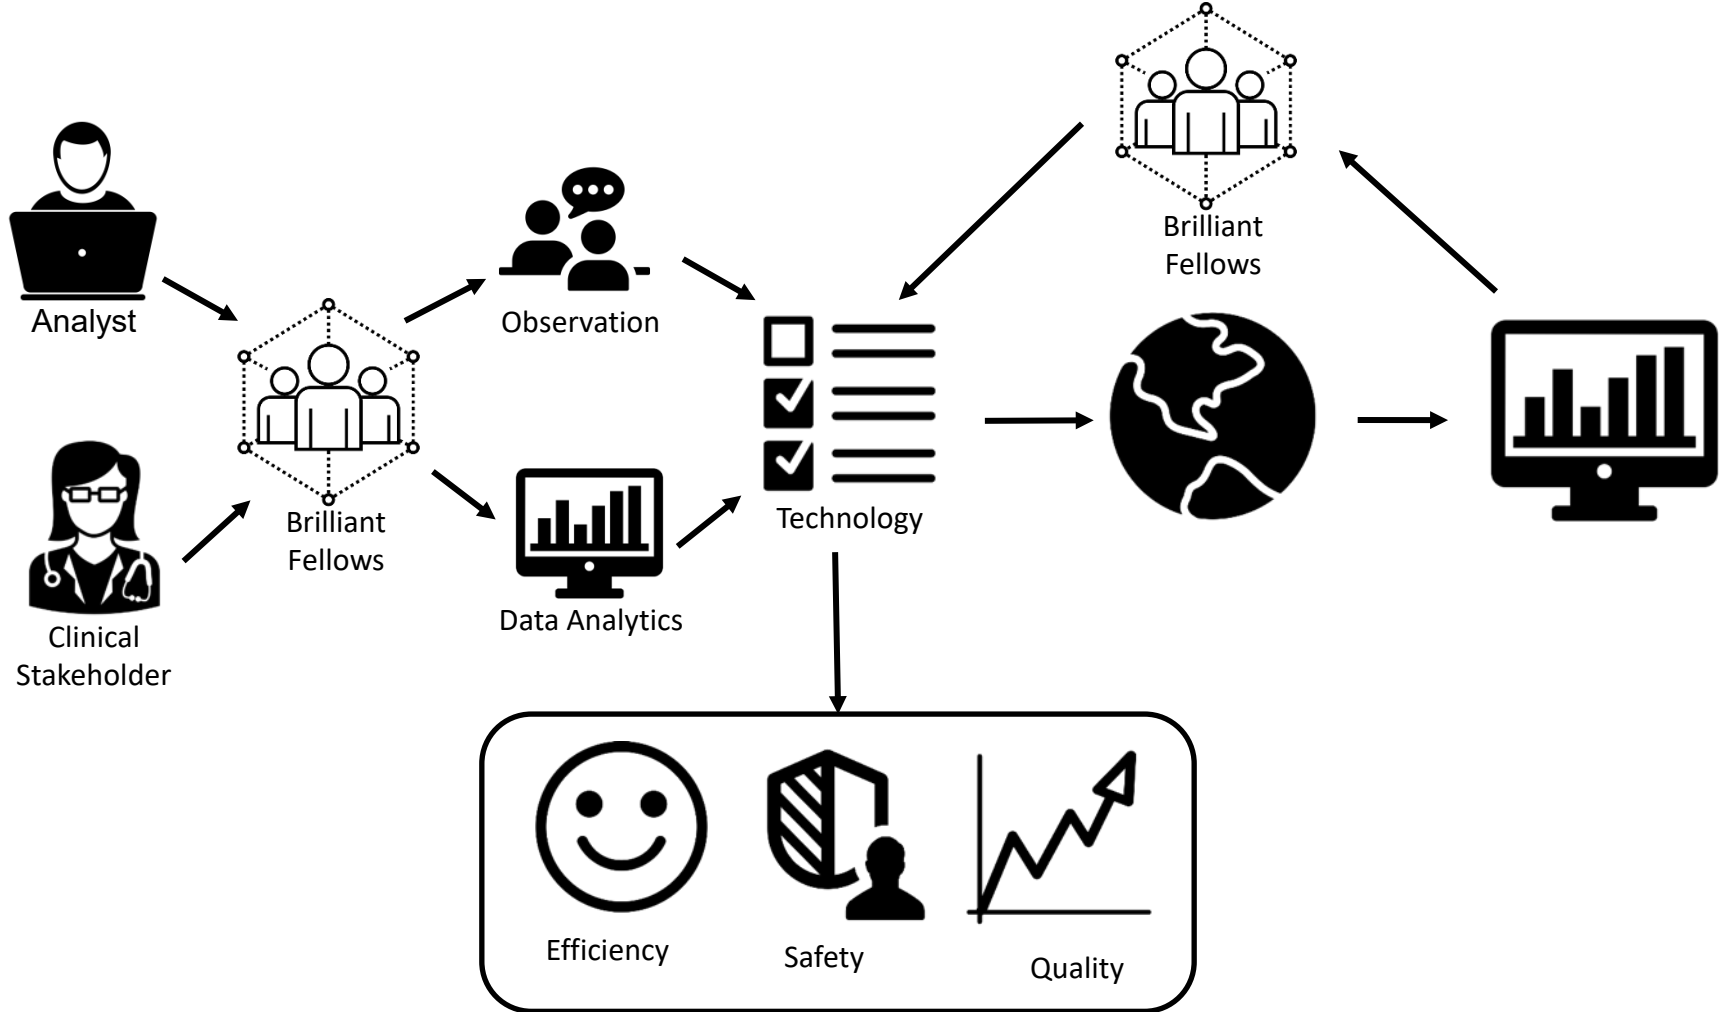 Analyst
Clinical
Stakeholder
Brilliant
Fellows
Observation
Data Analytics
Technology
Brilliant
Fellows
Efficiency
Safety
Quality